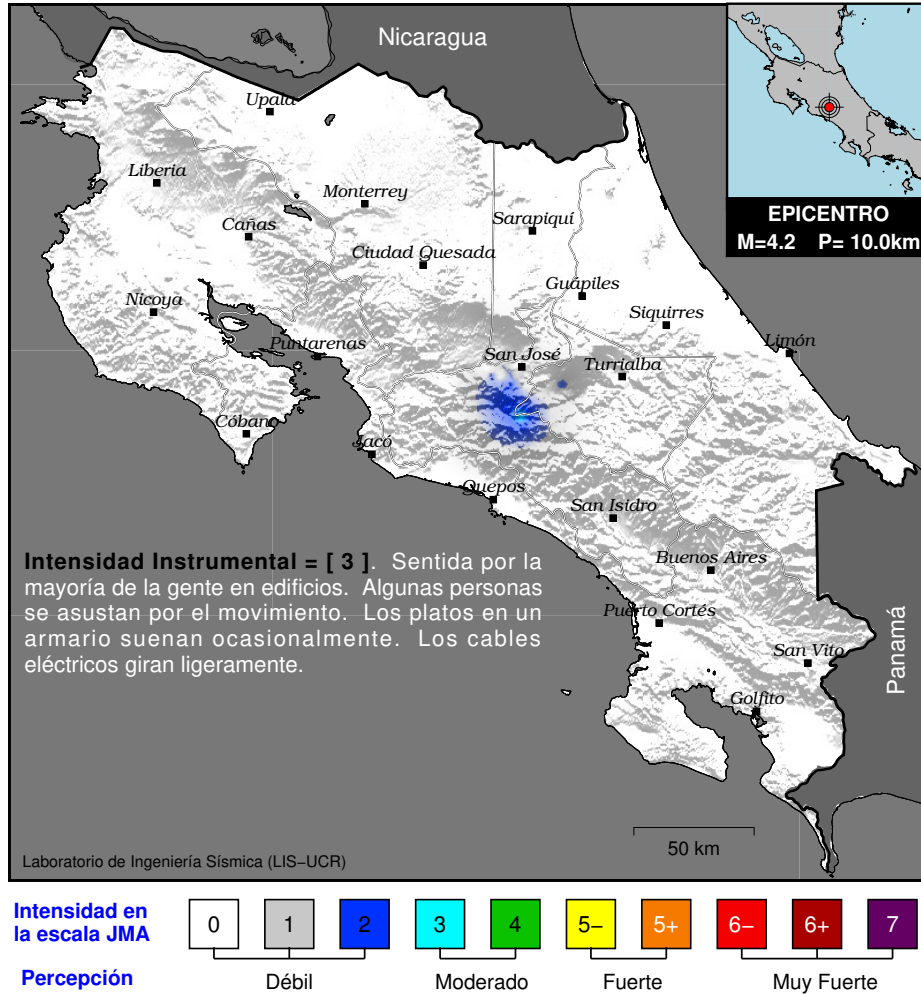 Nicaragua
Upala
Liberia
Monterrey
Cañas
Sarapiquí
Ciudad Quesada
EPICENTRO
M=4.2 P= 10.0km
Nicoya
Guápiles
Siquirres
Puntarenas
San José
Limón
Turrialba
Cóbano
Jacó
Quepos
San Isidro
Intensidad Instrumental = [ 3 ]. Sentida por la
mayoría de la gente en edificios. Algunas personas
se asustan por el movimiento. Los platos en un
armario suenan ocasionalmente. Los cables
eléctricos giran ligeramente.
Buenos Aires
Puerto Cortés
San Vito
Panamá
Golfito
50 km
Laboratorio de Ingeniería Sísmica (LIS−UCR)
Intensidad en
la escala JMA
0 1 2 3 4 5− 5+ 6− 6+ 7
Percepción
Débil Moderado Fuerte Muy Fuerte